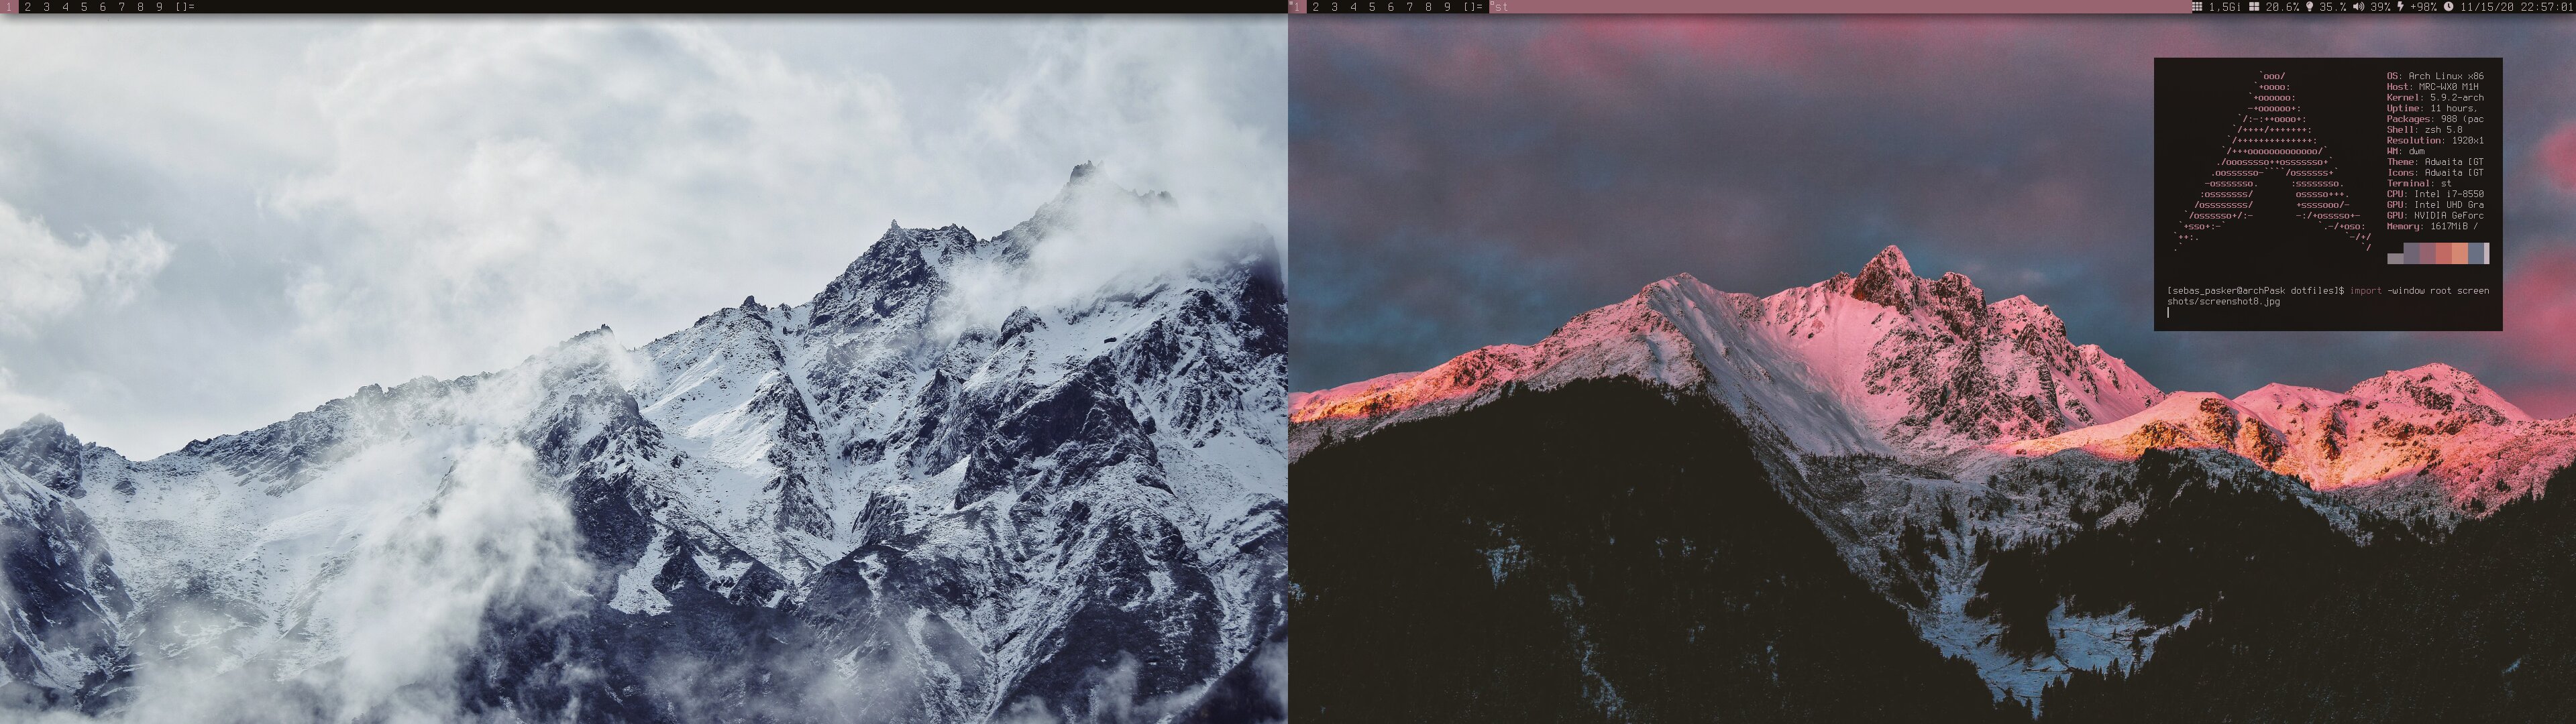 1 2 3 4 5 6 7 8 9 []=
1 2 3 4 5 6 7 8 9 []= st 1,5Gi 20.6% 35.% 39% +98% 11/15/20 22:57:01
OS: Arch Linux x86
Host: MRC-WX0 M1H
Kernel: 5.9.2-arch
Uptime: 11 hours,
Packages: 988 (pac
Shell: zsh 5.8
Resolution: 1920x1
WM: dwm
Theme: Adwaita [GT
Icons: Adwaita [GT
Terminal: st
CPU: Intel i7-8550
GPU: Intel UHD Gra
GPU: NVIDIA GeForc
Memory: 1617MiB /
[sebas_pasker@archPask dotfiles]$ import -window root screen
shots/screenshot8.jpg